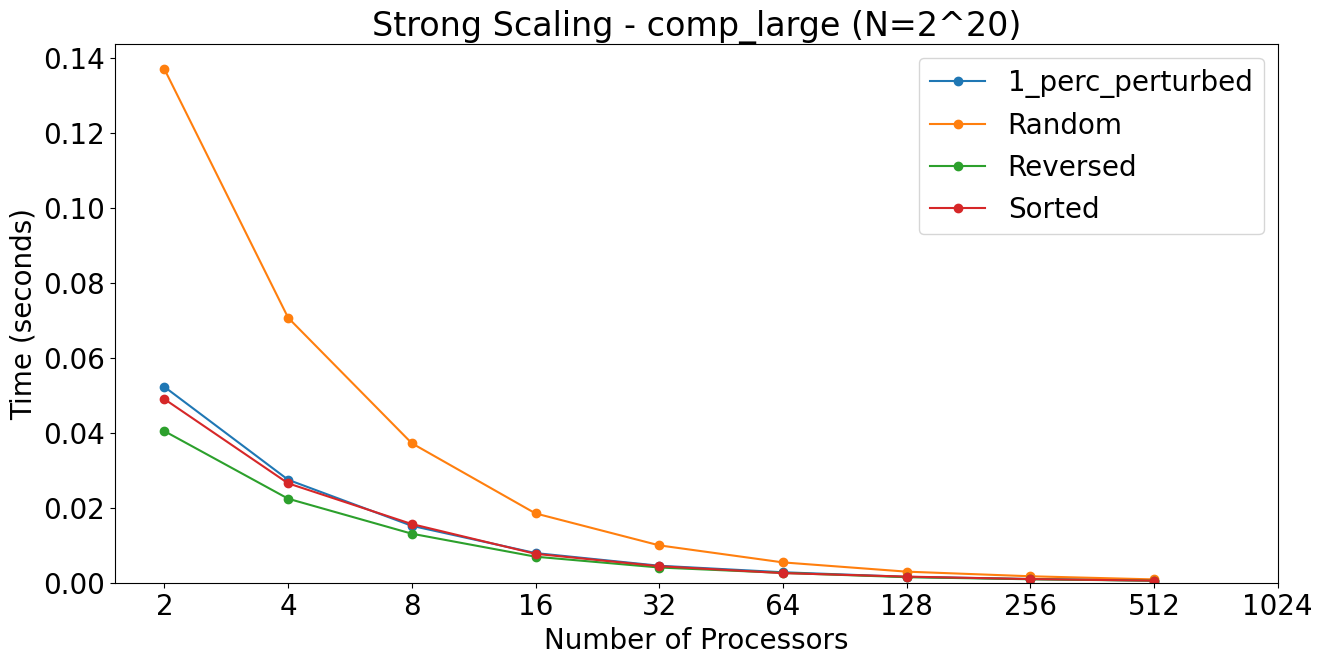 Strong Scaling - comp_large (N=2^20)
0.14
0.12
0.10
0.08
0.06
0.04
0.02
0.00
Time (seconds)
1_perc_perturbed
Random
Reversed
Sorted
2 4 8 16 32 64 128 256 512 1024
Number of Processors